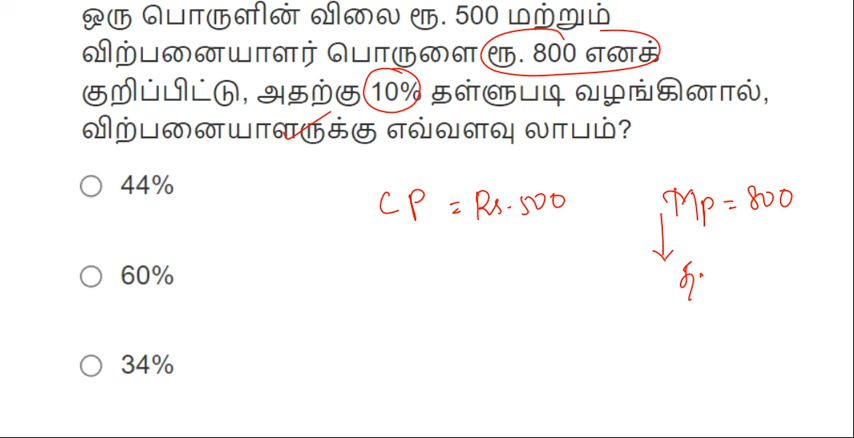 ஒரு பொருளின் விலை ரூ. 500 மற்றும்
விற்பனையாளர் பொருளை ரூ. 800 எனக்
குறிப்பிட்டு, அதற்கு 10% தள்ளுபடி வழங்கினால்,
விற்பனையாளருக்கு எவ்வளவு லாபம்?
44%
CP = Rs. 500
MP = 800
60%
34%